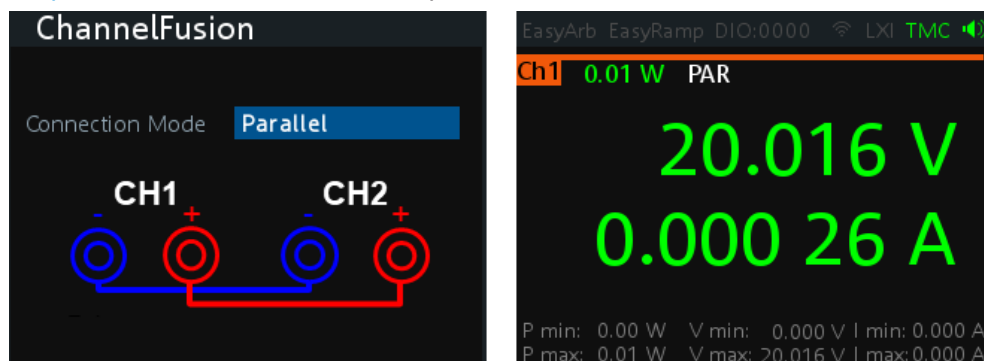 ChannelFusion
Connection Mode Parallel
CH1 CH2
- + - +
EasyArb EasyRamp DIO:0000 LXI TMC
Ch1 0.01 W PAR
20.016 V
0.000 26 A
P min: 0.00 W V min: 0.000 V I min: 0.000 A
P max: 0.01 W V max: 20.016 V I max: 0.000 A